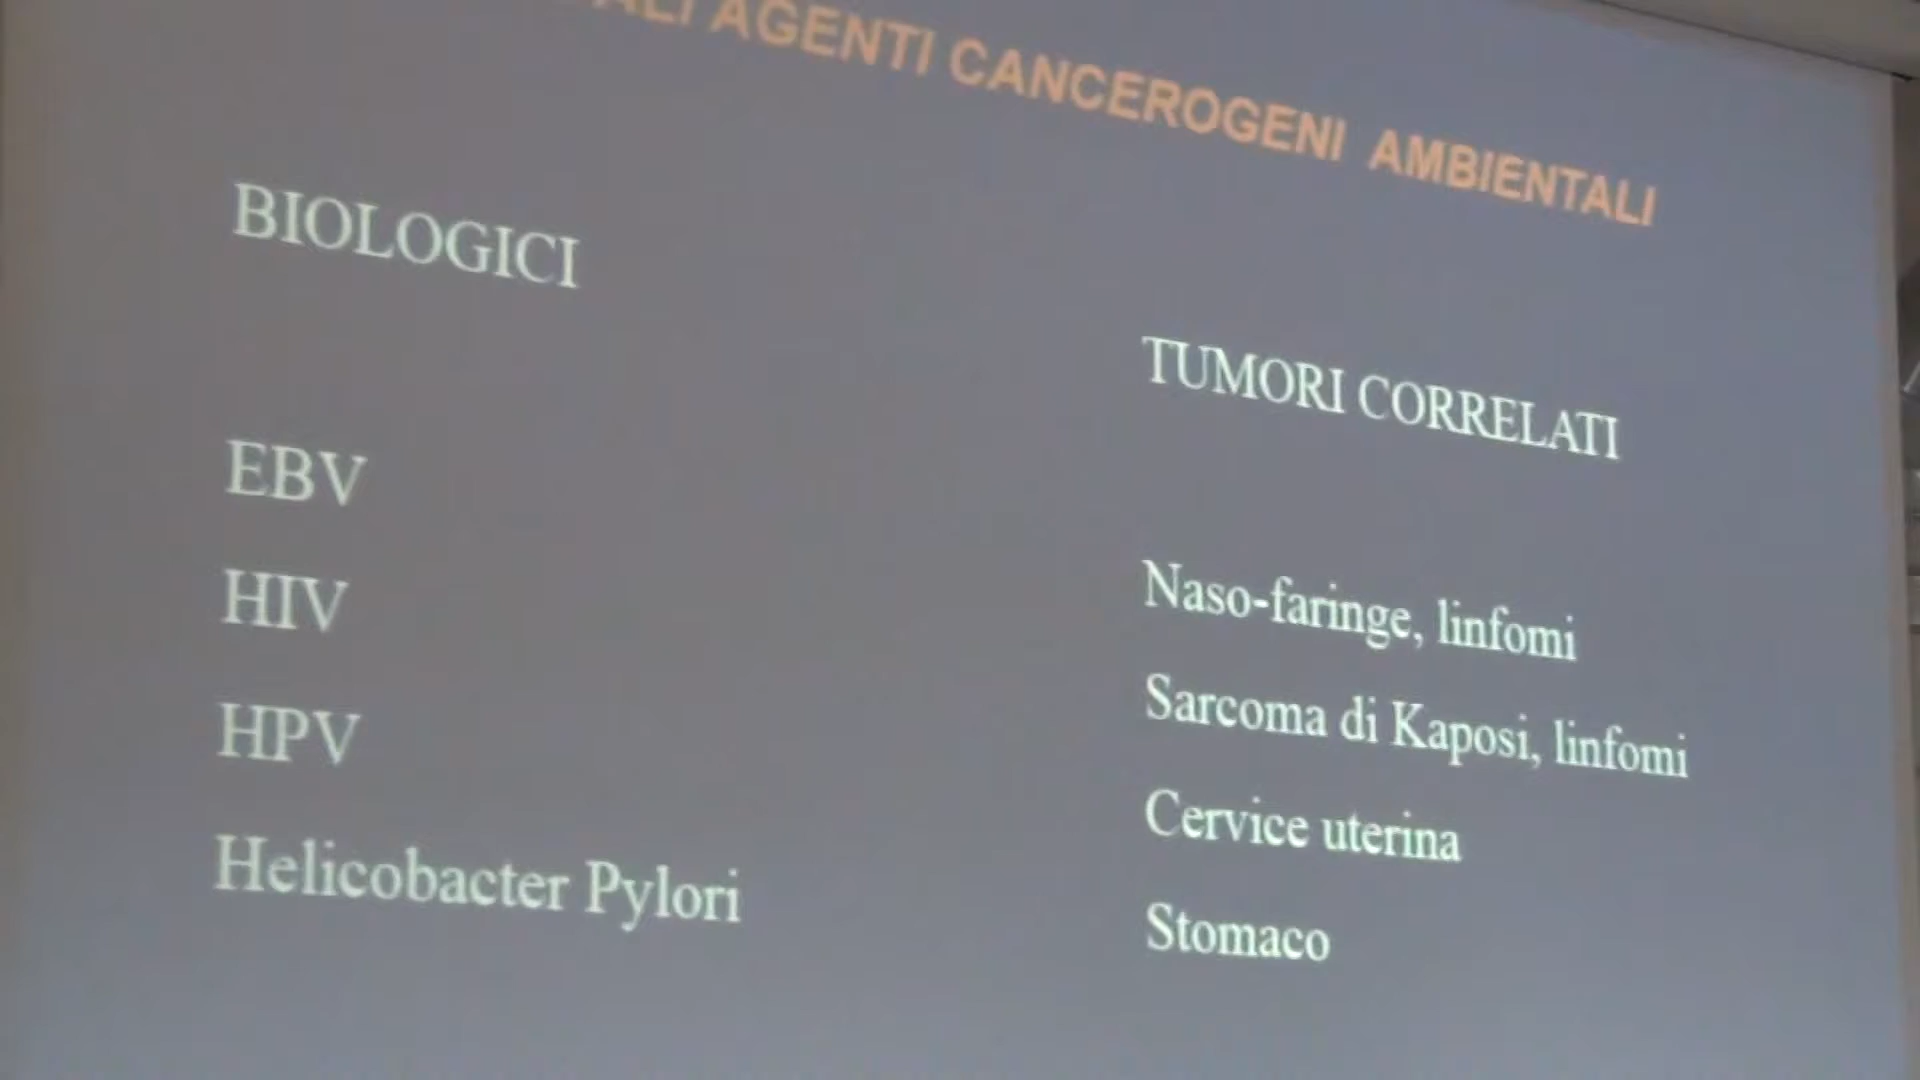 AGENTI CANCEROGENI AMBIENTALI
BIOLOGICI
TUMORI CORRELATI
EBV
Naso-faringe, linfomi
HIV
Sarcoma di Kaposi, linfomi
HPV
Cervice uterina
Helicobacter Pylori
Stomaco